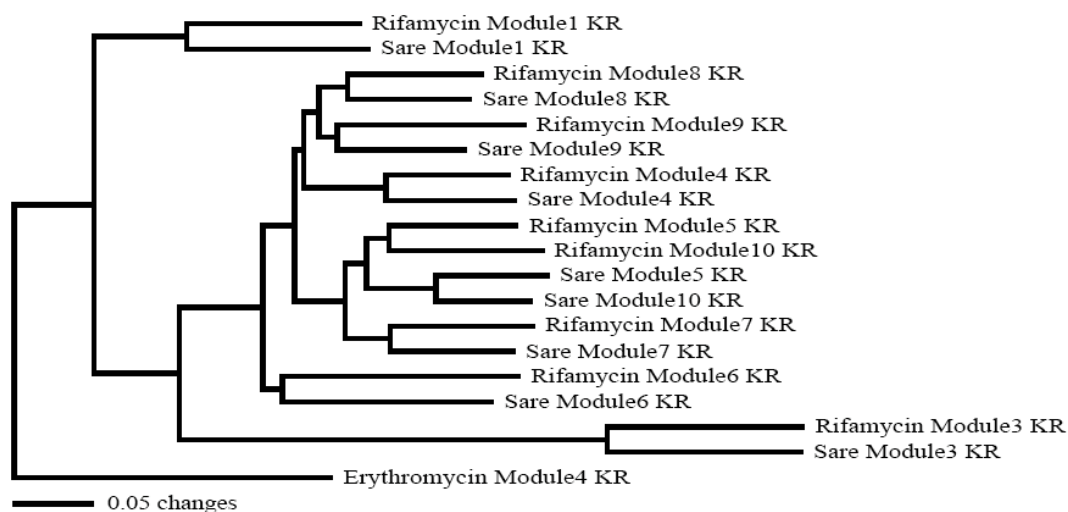 Rifamycin Module1 KR
Sare Module1 KR
Rifamycin Module8 KR
Sare Module8 KR
Rifamycin Module9 KR
Sare Module9 KR
Rifamycin Module4 KR
Sare Module4 KR
Rifamycin Module5 KR
Rifamycin Module10 KR
Sare Module5 KR
Sare Module10 KR
Rifamycin Module7 KR
Sare Module7 KR
Rifamycin Module6 KR
Sare Module6 KR
Rifamycin Module3 KR
Sare Module3 KR
Erythromycin Module4 KR
0.05 changes